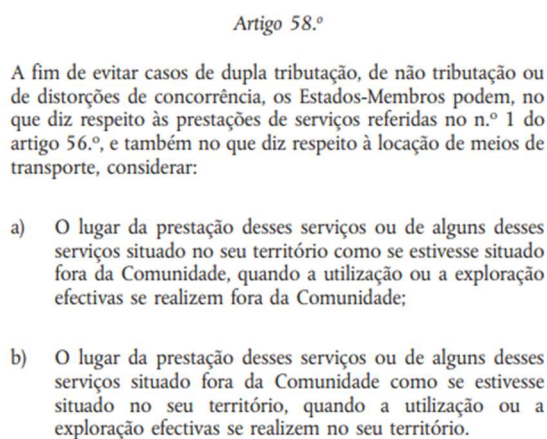 Artigo 58.º
A fim de evitar casos de dupla tributação, de não tributação ou
de distorções de concorrência, os Estados-Membros podem, no
que diz respeito às prestações de serviços referidas no n.º 1 do
artigo 56.º, e também no que diz respeito à locação de meios de
transporte, considerar:
a) O lugar da prestação desses serviços ou de alguns desses
serviços situado no seu território como se estivesse situado
fora da Comunidade, quando a utilização ou a exploração
efectivas se realizem fora da Comunidade;
b) O lugar da prestação desses serviços ou de alguns desses
serviços situado fora da Comunidade como se estivesse
situado no seu território, quando a utilização ou a
exploração efectivas se realizem no seu território.